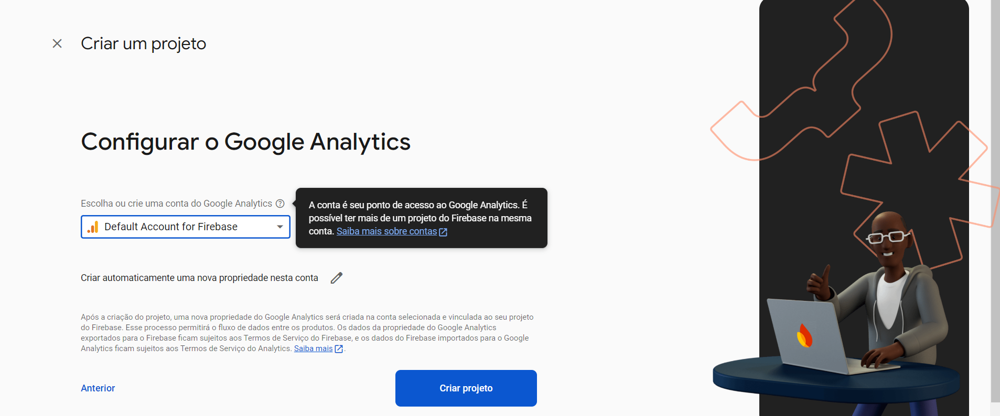 Criar um projeto
Configurar o Google Analytics
Escolha ou crie uma conta do Google Analytics
Default Account for Firebase
A conta é seu ponto de acesso ao Google Analytics. É
possível ter mais de um projeto do Firebase na mesma
conta. Saiba mais sobre contas
Criar automaticamente uma nova propriedade nesta conta
Após a criação do projeto, uma nova propriedade do Google Analytics será criada na conta selecionada e vinculada ao seu projeto
do Firebase. Esse processo permitirá o fluxo de dados entre os produtos. Os dados da propriedade do Google Analytics
exportados para o Firebase ficam sujeitos aos Termos de Serviço do Firebase, e os dados do Firebase importados para o Google
Analytics ficam sujeitos aos Termos de Serviço do Analytics. Saiba mais.
Anterior
Criar projeto